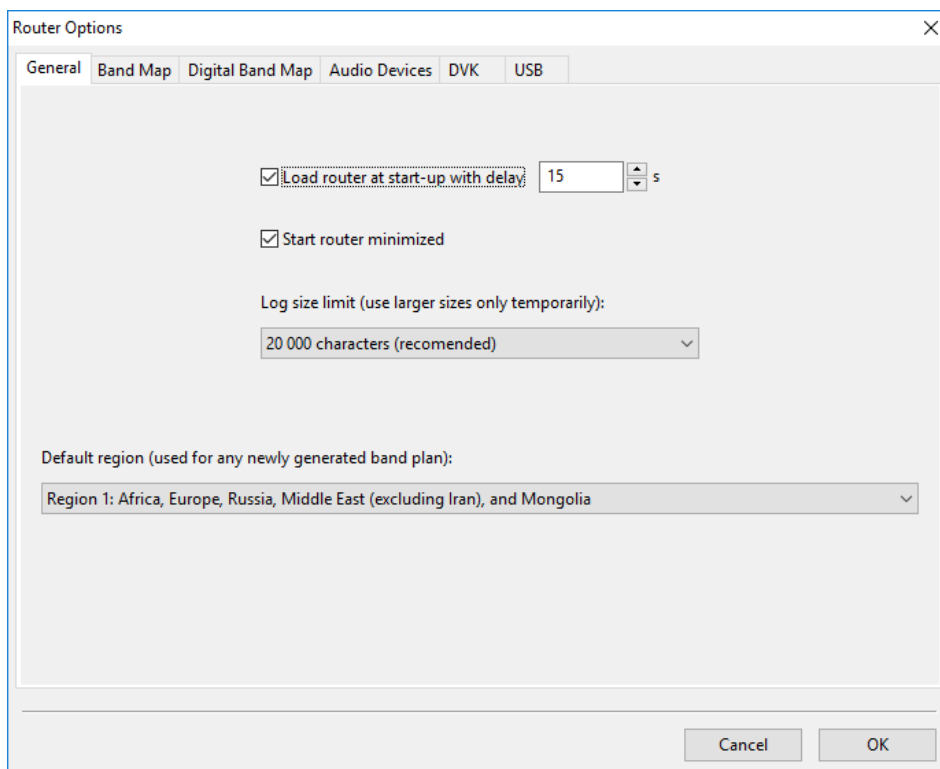 Router Options
General Band Map Digital Band Map Audio Devices DVK USB
Load router at start-up with delay 15 s
Start router minimized
Log size limit (use larger sizes only temporarily):
20 000 characters (recomended)
Default region (used for any newly generated band plan):
Region 1: Africa, Europe, Russia, Middle East (excluding Iran), and Mongolia
Cancel OK